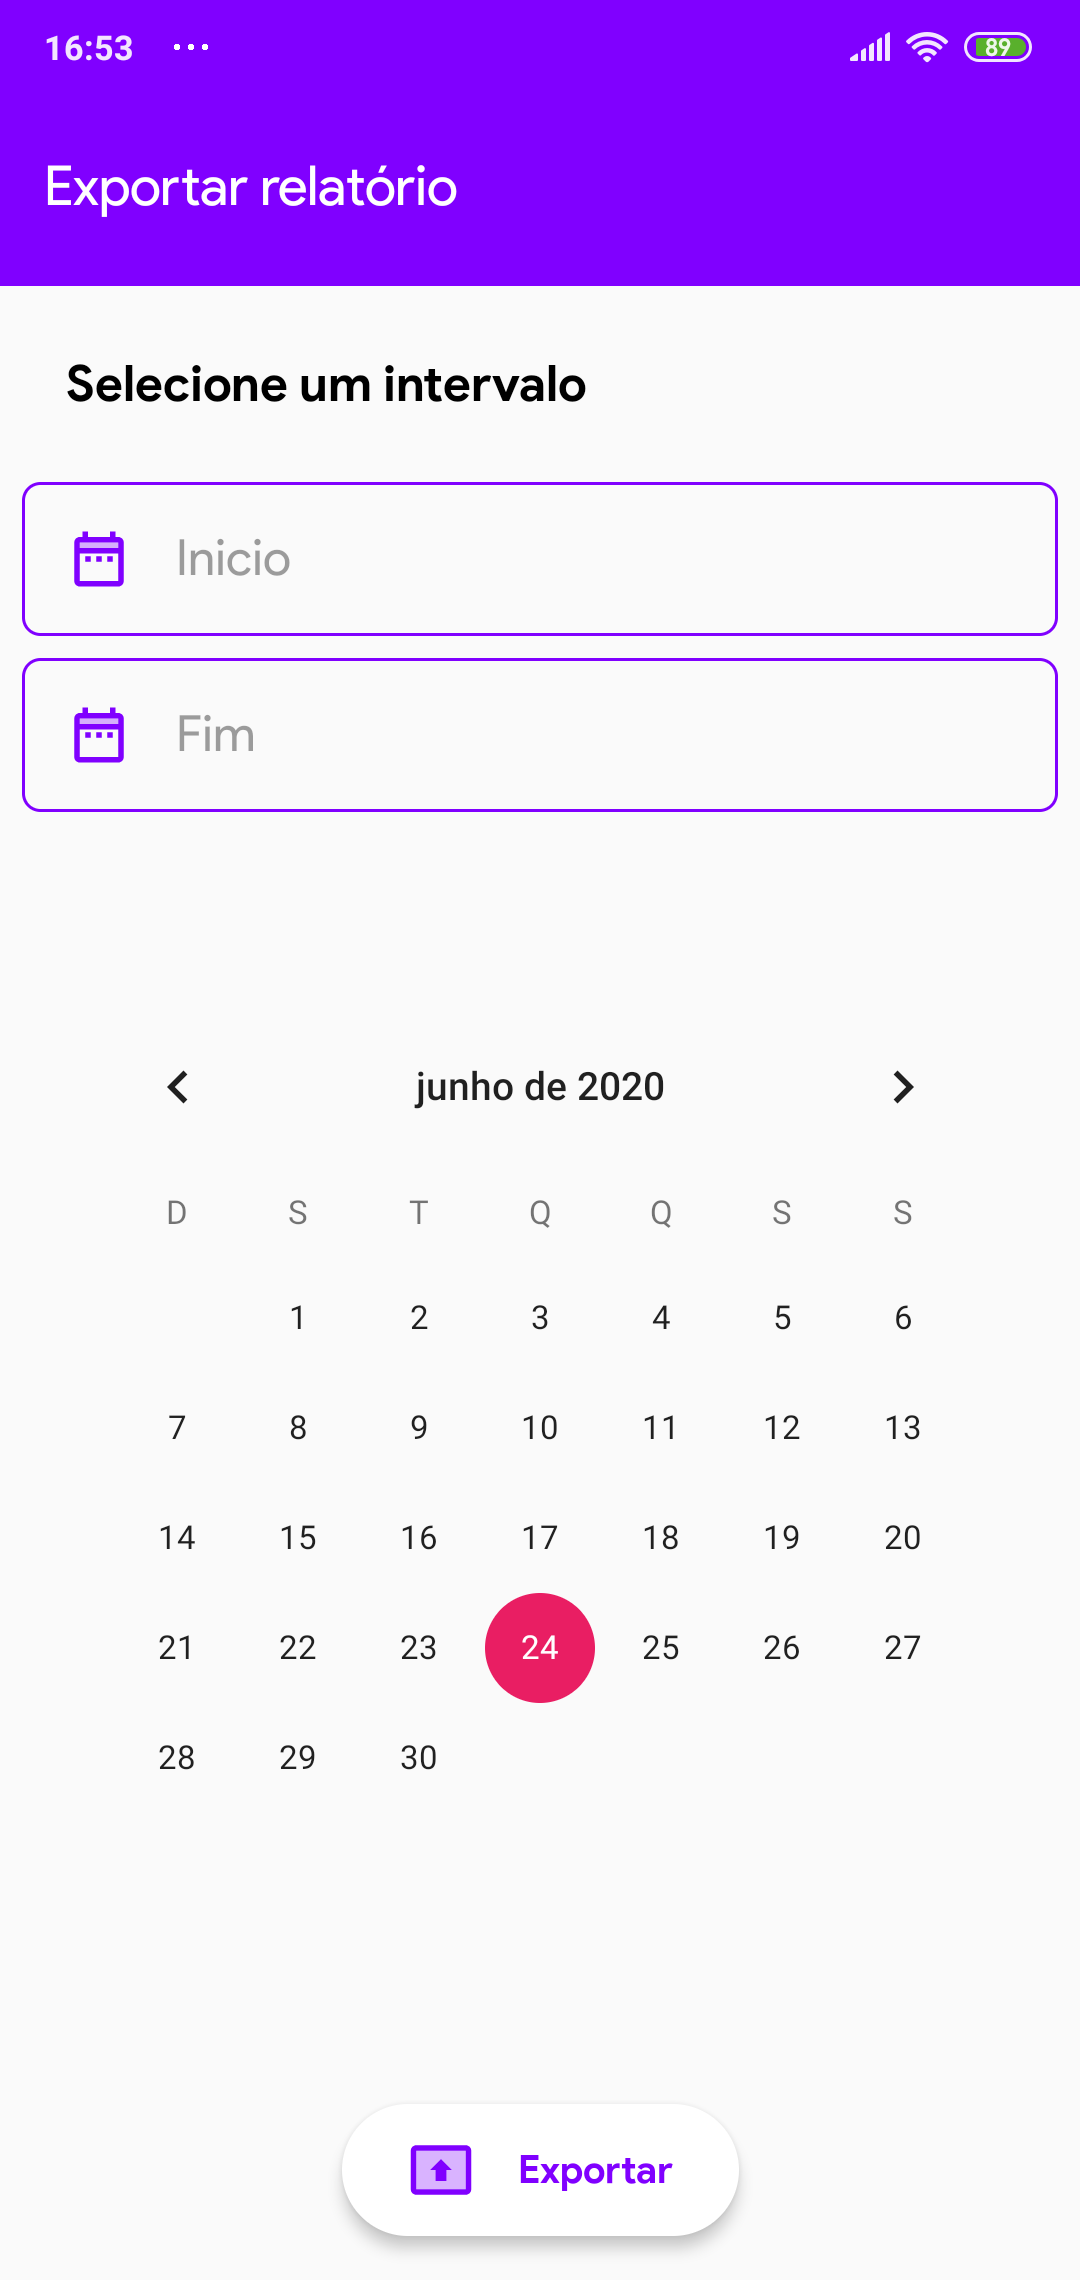 16:53 ... 89
Exportar relatório
Selecione um intervalo
Inicio
Fim
junho de 2020
D S T Q Q S S
1 2 3 4 5 6
7 8 9 10 11 12 13
14 15 16 17 18 19 20
21 22 23 24 25 26 27
28 29 30
Exportar